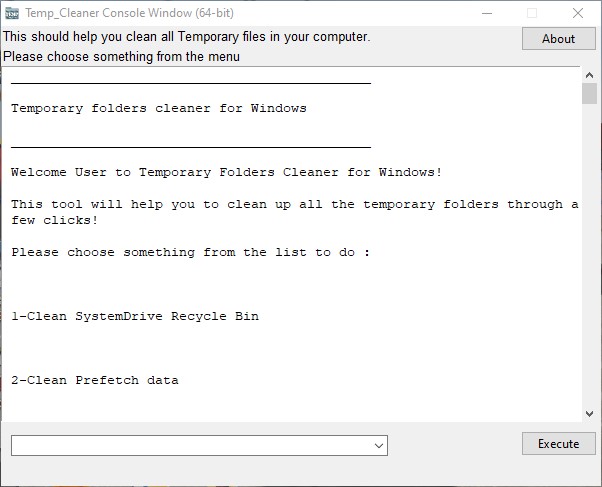 Temp_Cleaner Console Window (64-bit)
This should help you clean all Temporary files in your computer.
About
Please choose something from the menu
Temporary folders cleaner for Windows
Welcome User to Temporary Folders Cleaner for Windows!
This tool will help you to clean up all the temporary folders through a
few clicks!
Please choose something from the list to do :
1-Clean SystemDrive Recycle Bin
2-Clean Prefetch data
Execute